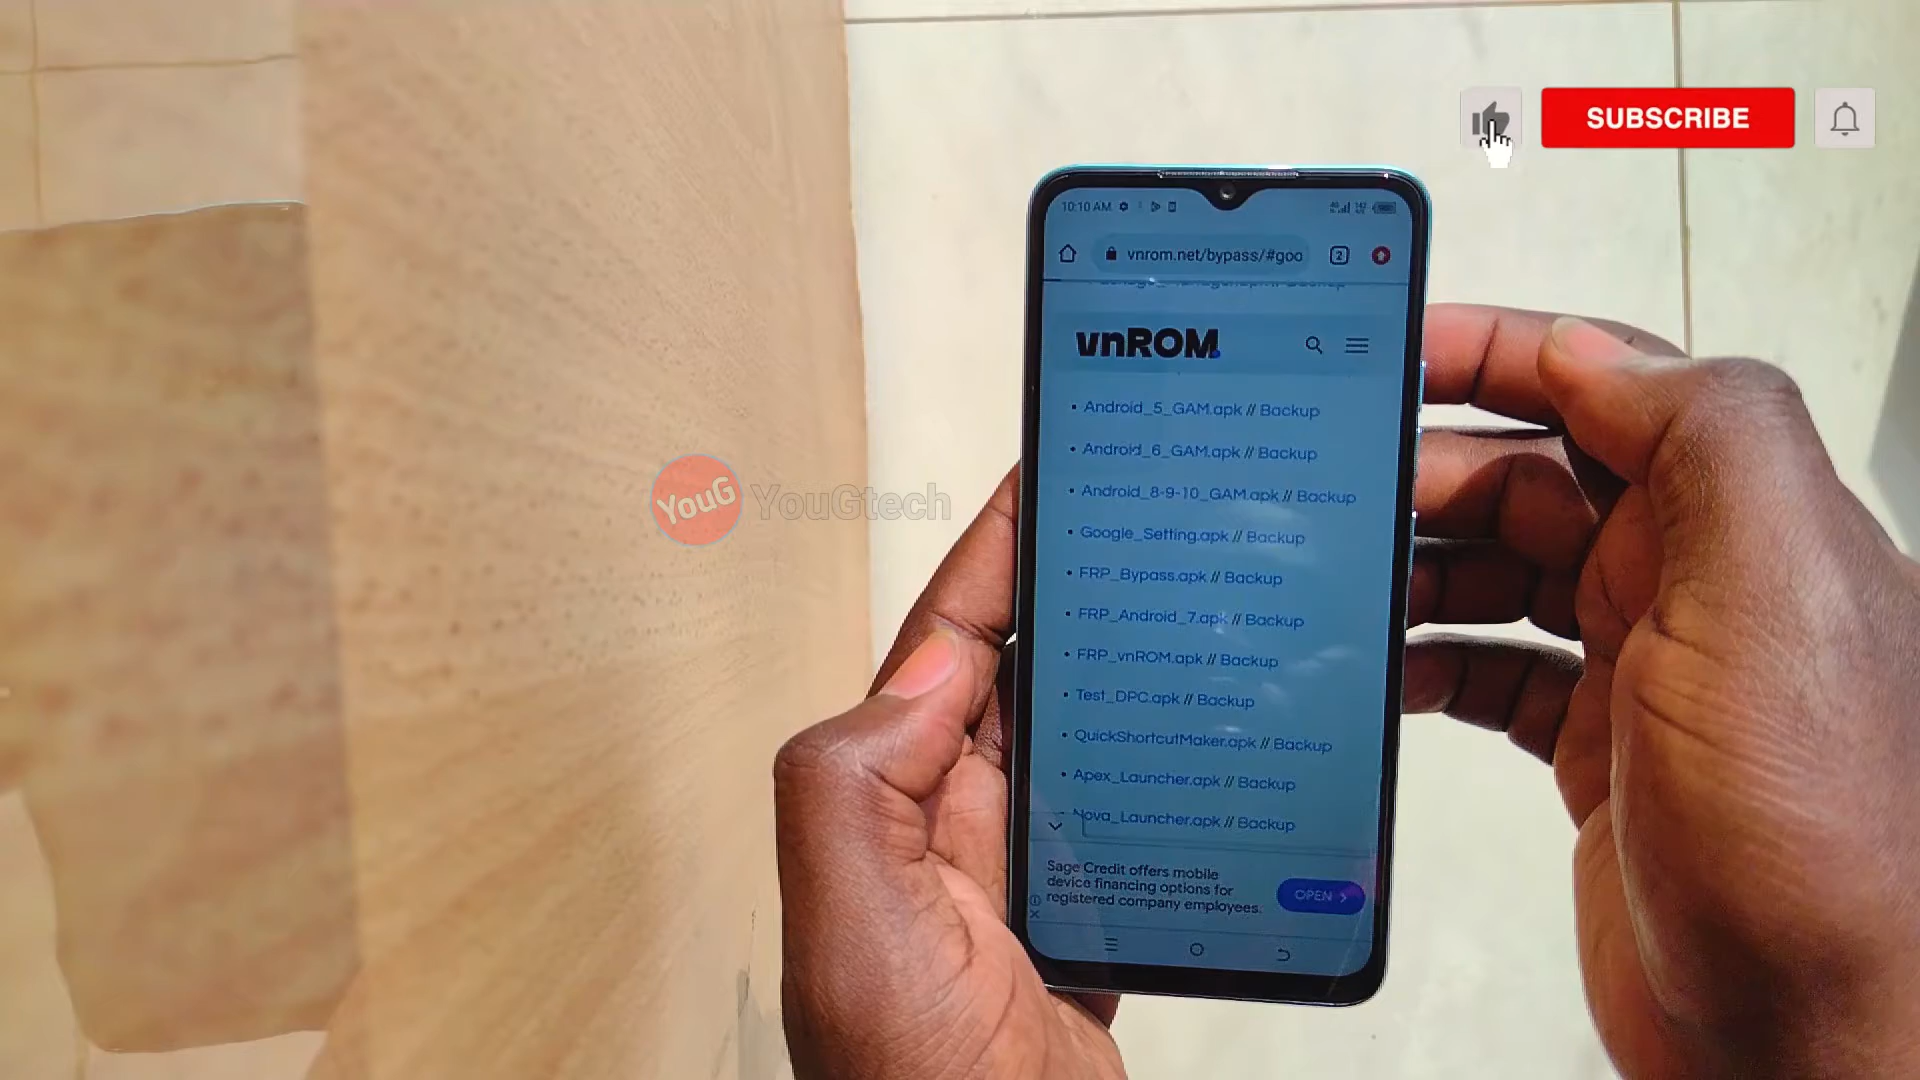 SUBSCRIBE
10:10 AM
vnrom.net/bypass/#goo
2
vnROM.
Android_5_GAM.apk // Backup
Android_6_GAM.apk // Backup
Android_8-9-10_GAM.apk // Backup
Google_Setting.apk // Backup
FRP_Bypass.apk // Backup
FRP_Android_7.apk // Backup
FRP_vnROM.apk // Backup
Test_DPC.apk // Backup
QuickShortcutMaker.apk // Backup
Apex_Launcher.apk // Backup
Nova_Launcher.apk // Backup
Sage Credit offers mobile
device financing options for
registered company employees.
OPEN
YouG YouGtech